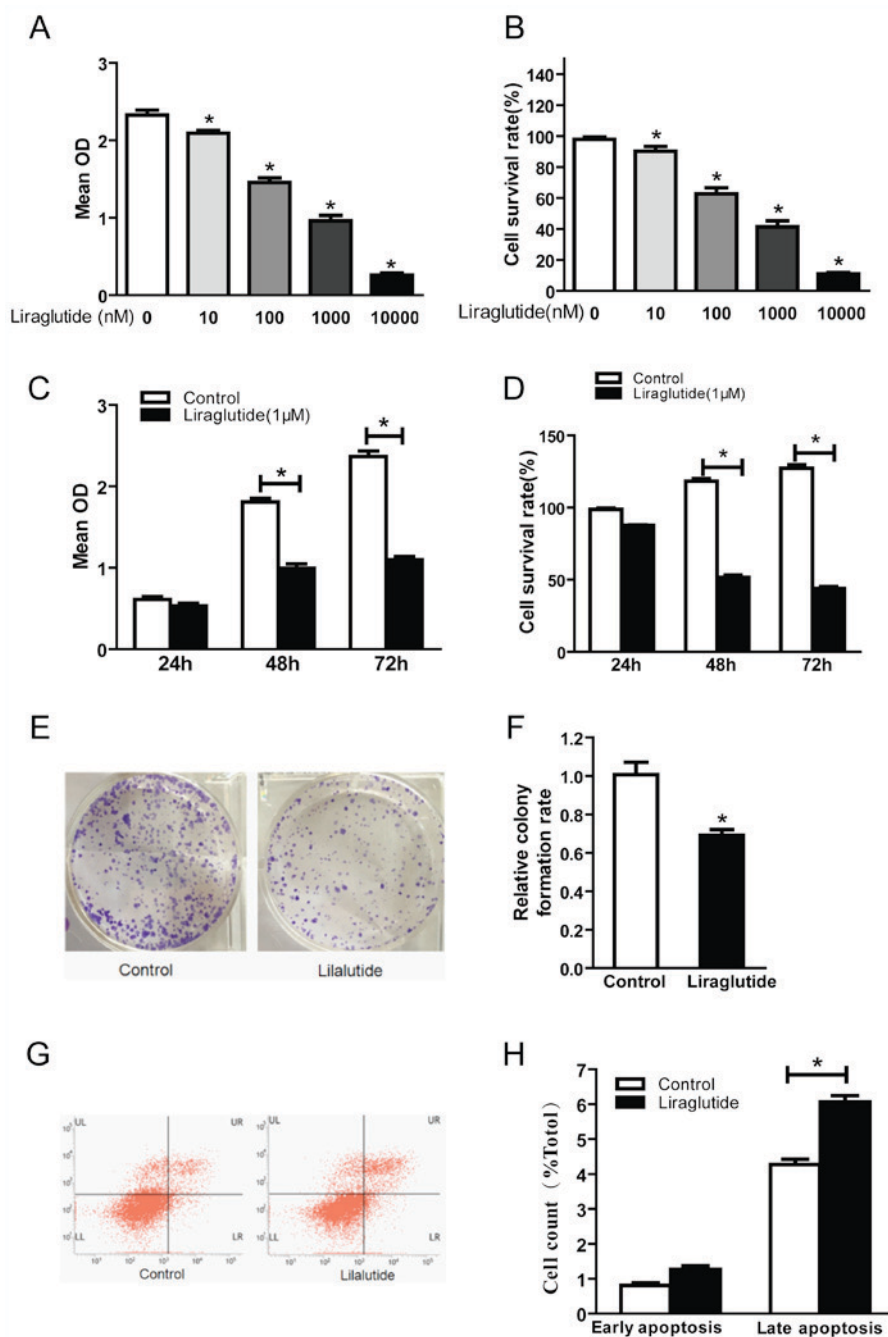 A
Mean OD
3
2
1
0
* * * *
Liraglutide (nM) 0 10 100 1000 10000
B
Cell survival rate(%)
140
120
100
80
60
40
20
0
* * * *
Liraglutide(nM) 0 10 100 1000 10000
C
Control
Liraglutide(1μM)
Mean OD
3
2
1
0
* *
24h 48h 72h
D
Control
Liraglutide(1μM)
Cell survival rate(%)
150
100
50
0
* *
24h 48h 72h
E
Control Lilalutide
F
Relative colony
formation rate
1.2
1.0
0.8
0.6
0.4
0.2
0.0
*
Control Liraglutide
G
UL UR
LL LR
Control
UL UR
LL LR
Lilalutide
H
Control
Liraglutide
Cell count (%Totol)
7
6
5
4
3
2
1
0
*
Early apoptosis Late apoptosis